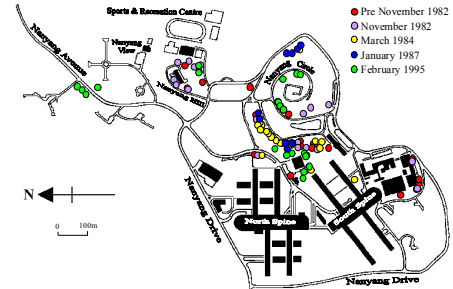 Sports & Recreation Centre
Pre November 1982
November 1982
March 1984
January 1987
February 1995
Nanyang Avenue
Nanyang
View
Nanyang Hill
Nanyang Circle
Nanyang Drive
N
0 100m
North Spine
South Spine
Nanyang Drive